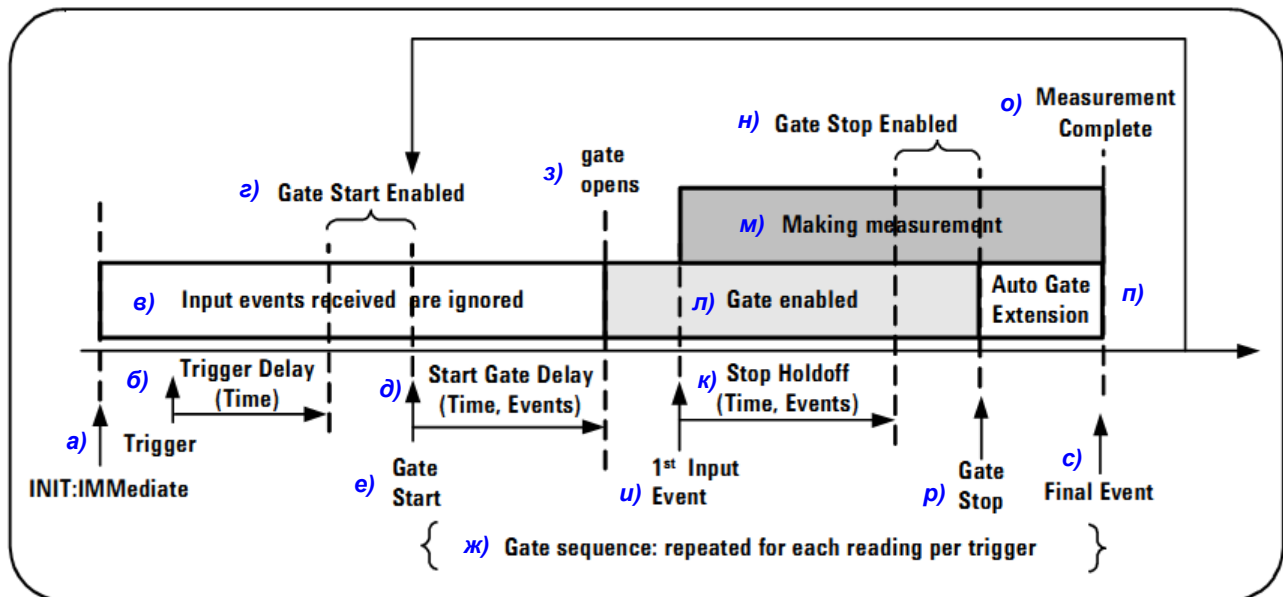 о) Measurement
Complete
н) Gate Stop Enabled
з) gate
opens
г) Gate Start Enabled
м) Making measurement
в) Input events received are ignored
л) Gate enabled
Auto Gate
Extension
п)
б) Trigger Delay
(Time)
д) Start Gate Delay
(Time, Events)
к) Stop Holdoff
(Time, Events)
а) Trigger
INIT:IMMediate
е) Gate
Start
и) 1st Input
Event
р) Gate
Stop
с) Final Event
ж) Gate sequence: repeated for each reading per trigger